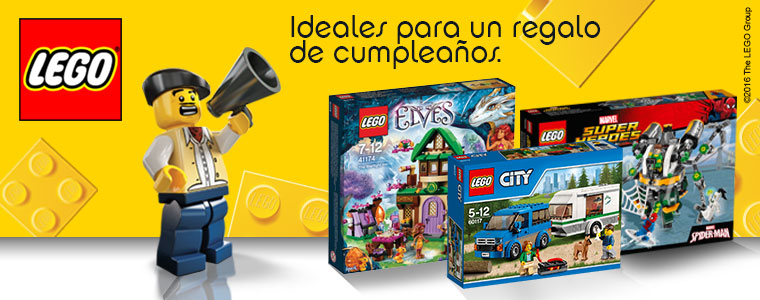 LEGO
Ideales para un regalo
de cumpleaños.
©2016 The LEGO Group
LEGO
ELVES
7-12
41174
LEGO
CITY
5-12
60117
LEGO
MARVEL
SUPER
HEROES
MARVEL
SPIDER-MAN